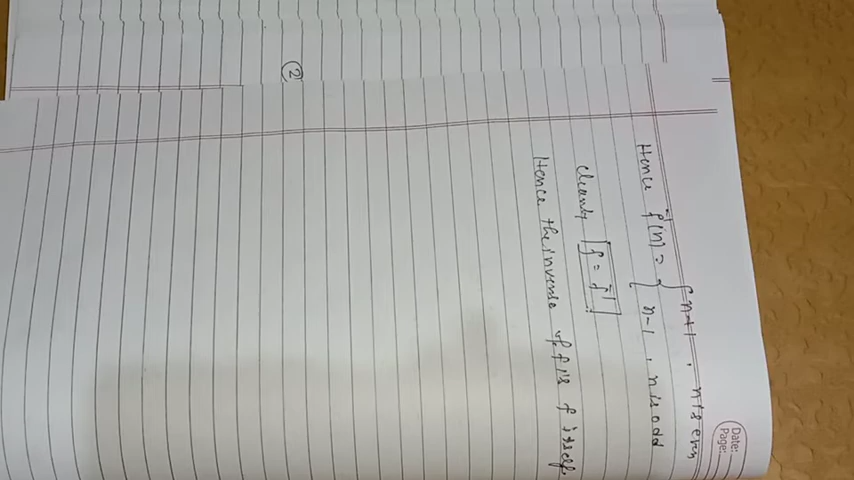 Date:
Page:
Hence f⁻¹(n) = { n+1 , n is even
n-1 , n is odd
clearly [f = f⁻¹]
Hence the inverse of f is f itself.
②